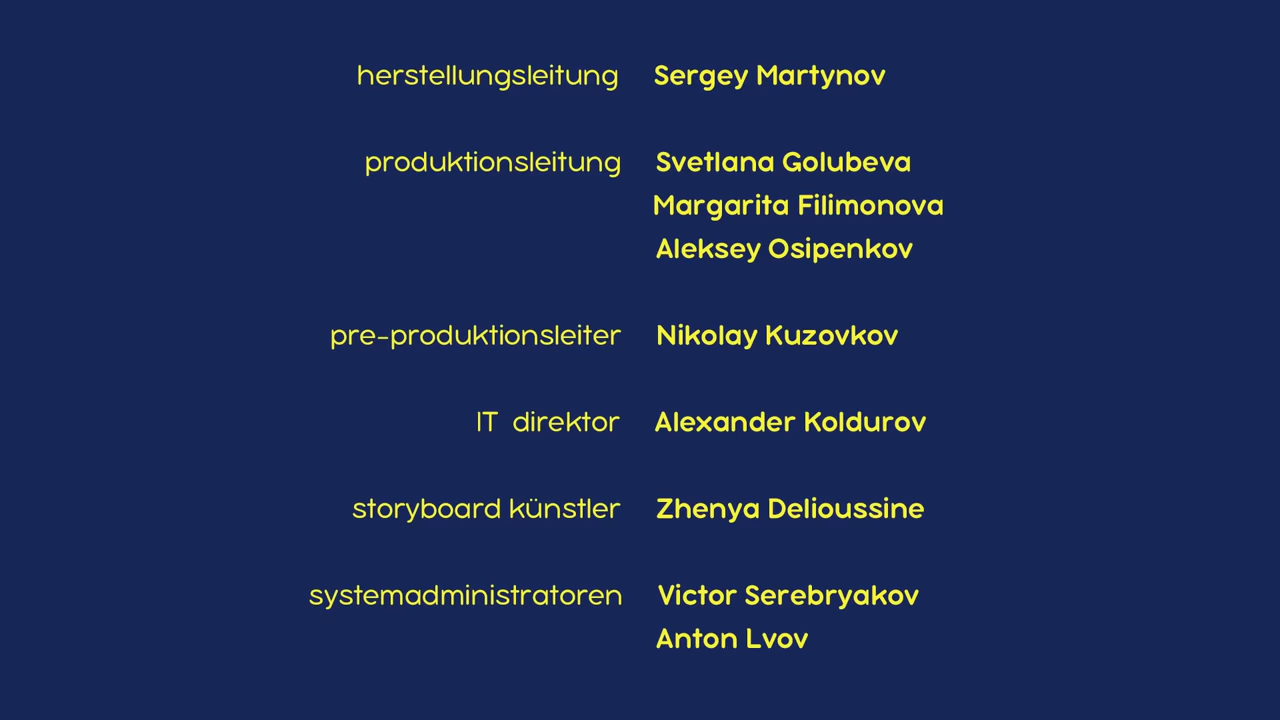 herstellungsleitung Sergey Martynov
produktionsleitung Svetlana Golubeva
Margarita Filimonova
Aleksey Osipenkov
pre-produktionsleiter Nikolay Kuzovkov
IT direktor Alexander Koldurov
storyboard künstler Zhenya Delioussine
systemadministratoren Victor Serebryakov
Anton Lvov